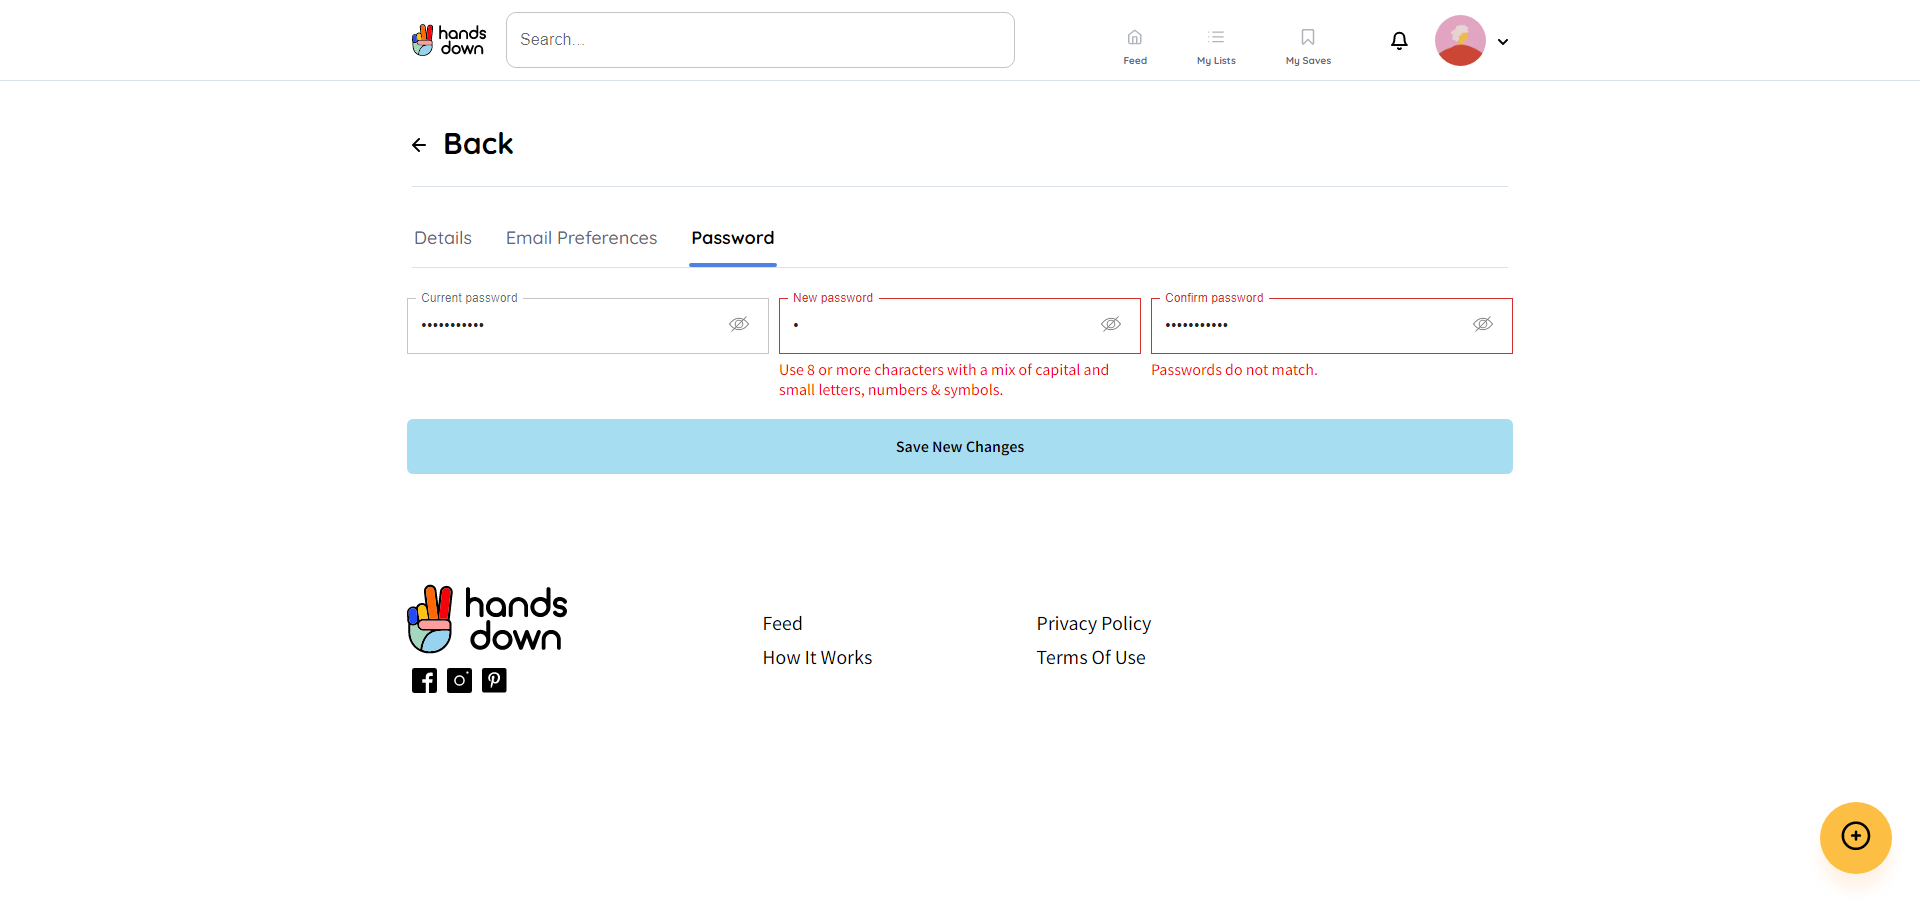 hands
down
Search...
Feed
My Lists
My Saves
Back
Details
Email Preferences
Password
Current password
•••••••••••
New password
•
Confirm password
•••••••••••
Use 8 or more characters with a mix of capital and
small letters, numbers & symbols.
Passwords do not match.
Save New Changes
hands
down
Feed
Privacy Policy
How It Works
Terms Of Use